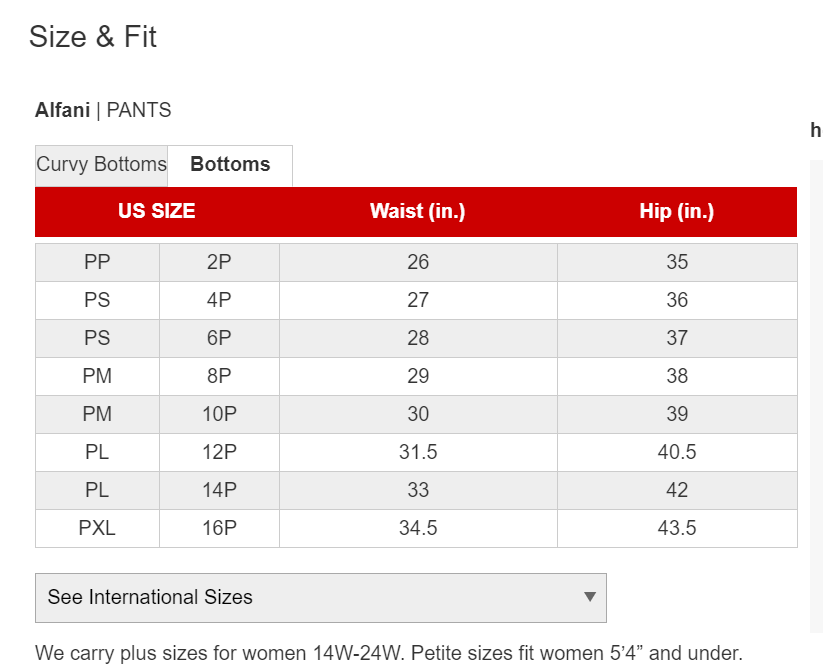 Size & Fit
Alfani | PANTS
h
Curvy Bottoms Bottoms
US SIZE Waist (in.) Hip (in.)
PP 2P 26 35
PS 4P 27 36
PS 6P 28 37
PM 8P 29 38
PM 10P 30 39
PL 12P 31.5 40.5
PL 14P 33 42
PXL 16P 34.5 43.5
See International Sizes
We carry plus sizes for women 14W-24W. Petite sizes fit women 5’4” and under.